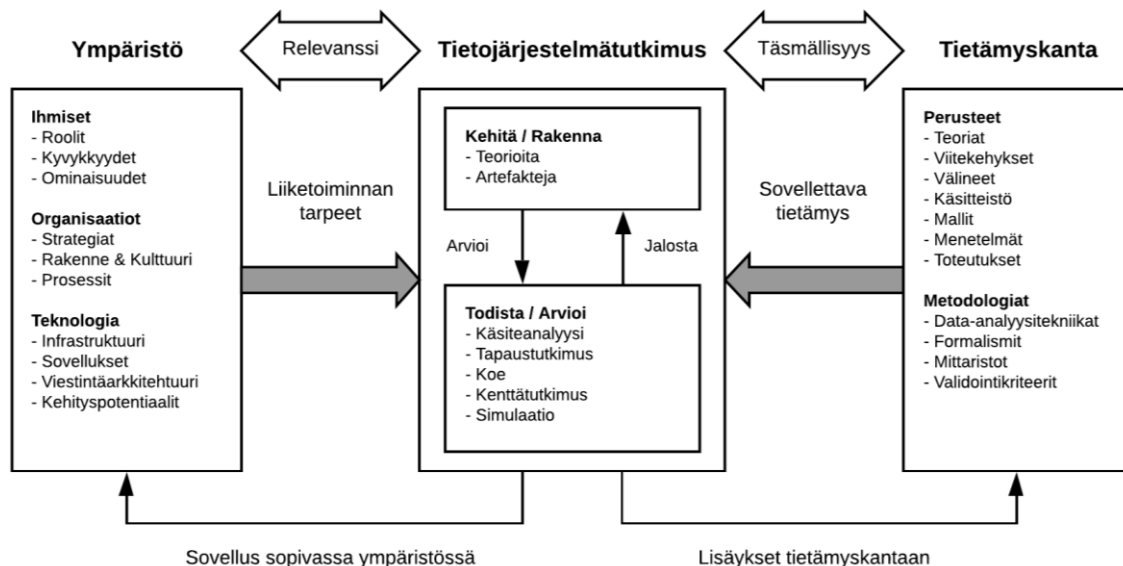 Ympäristö
Relevanssi
Tietojärjestelmätutkimus
Täsmällisyys
Tietämyskanta
Ihmiset
- Roolit
- Kyvykkyydet
- Ominaisuudet
Organisaatiot
- Strategiat
- Rakenne & Kulttuuri
- Prosessit
Teknologia
- Infrastruktuuri
- Sovellukset
- Viestintäarkkitehtuuri
- Kehityspotentiaalit
Liiketoiminnan
tarpeet
Kehitä / Rakenna
- Teorioita
- Artefakteja
Arvioi
Jalosta
Todista / Arvioi
- Käsiteanalyysi
- Tapaustutkimus
- Koe
- Kenttätutkimus
- Simulaatio
Sovellettava
tietämys
Perusteet
- Teoriat
- Viitekehykset
- Välineet
- Käsitteistö
- Mallit
- Menetelmät
- Toteutukset
Metodologiat
- Data-analyysitekniikat
- Formalismit
- Mittaristot
- Validointikriteerit
Sovellus sopivassa ympäristössä
Lisäykset tietämyskantaan